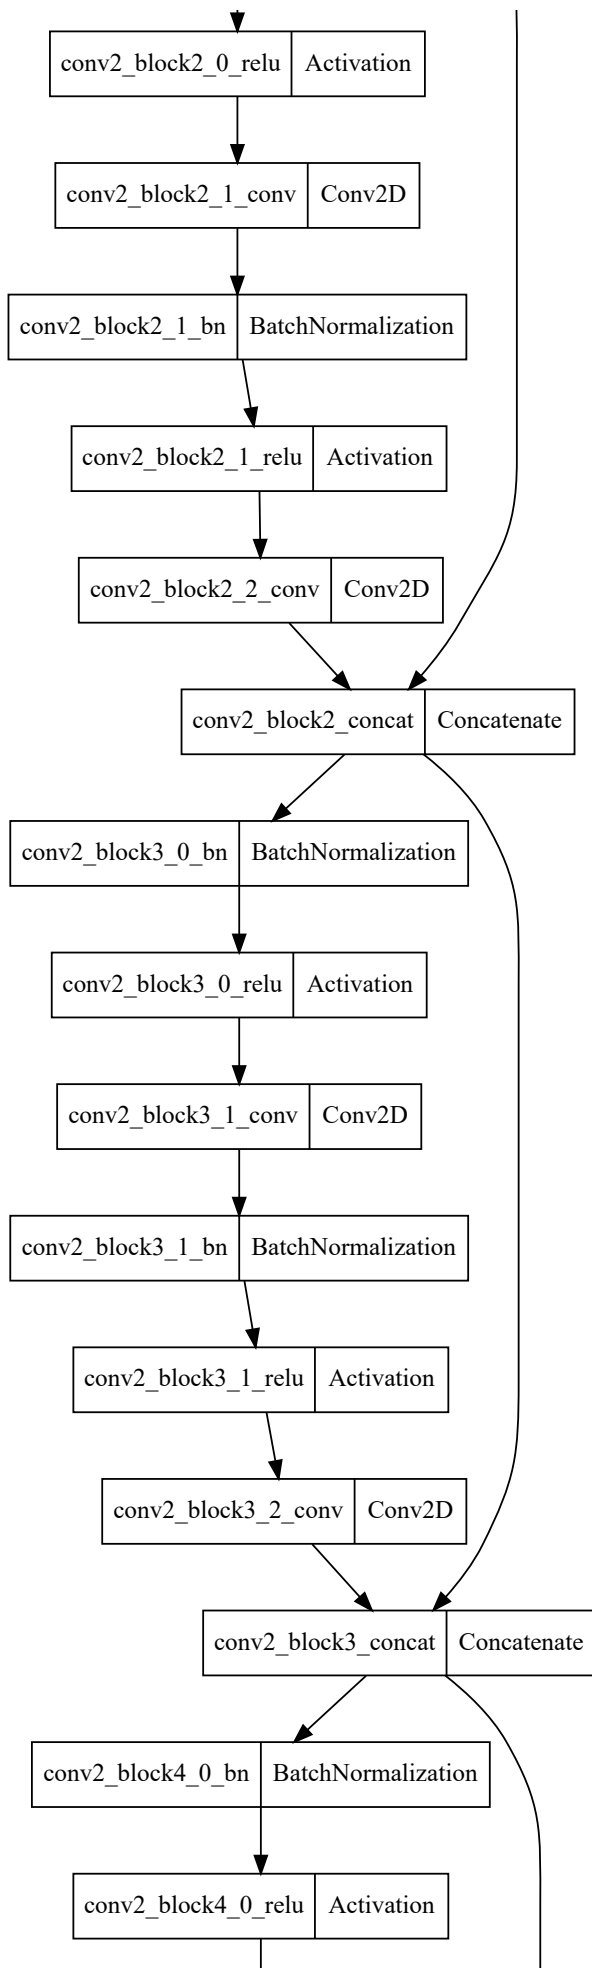 conv2_block2_0_relu Activation
conv2_block2_1_conv Conv2D
conv2_block2_1_bn BatchNormalization
conv2_block2_1_relu Activation
conv2_block2_2_conv Conv2D
conv2_block2_concat Concatenate
conv2_block3_0_bn BatchNormalization
conv2_block3_0_relu Activation
conv2_block3_1_conv Conv2D
conv2_block3_1_bn BatchNormalization
conv2_block3_1_relu Activation
conv2_block3_2_conv Conv2D
conv2_block3_concat Concatenate
conv2_block4_0_bn BatchNormalization
conv2_block4_0_relu Activation